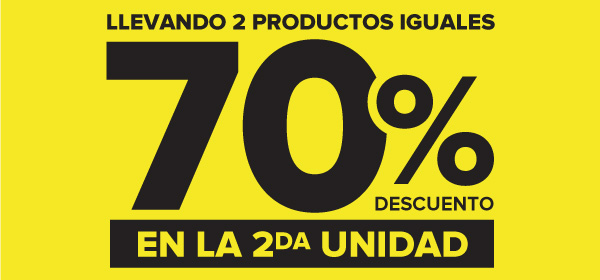 LLEVANDO 2 PRODUCTOS IGUALES
70%
DESCUENTO
EN LA 2DA UNIDAD